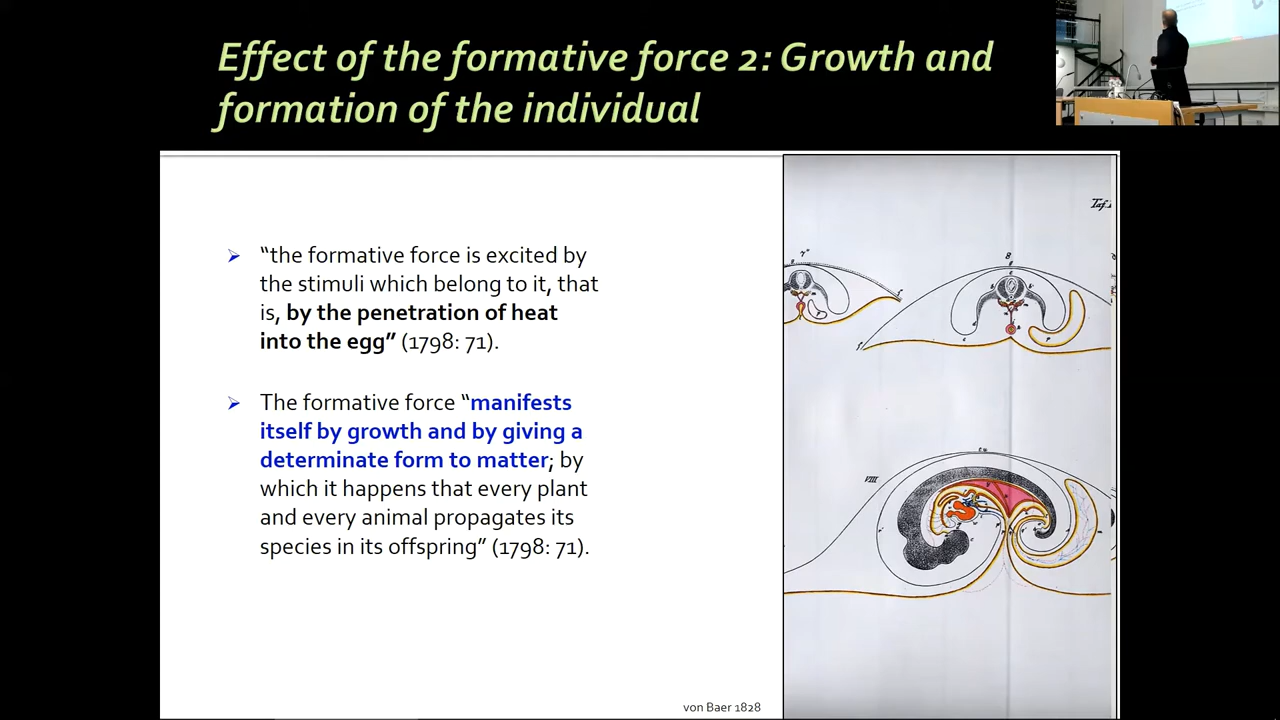 Effect of the formative force 2: Growth and
formation of the individual
➢ “the formative force is excited by
the stimuli which belong to it, that
is, by the penetration of heat
into the egg” (1798: 71).
➢ The formative force “manifests
itself by growth and by giving a
determinate form to matter; by
which it happens that every plant
and every animal propagates its
species in its offspring” (1798: 71).
Taf.
VIII
von Baer 1828